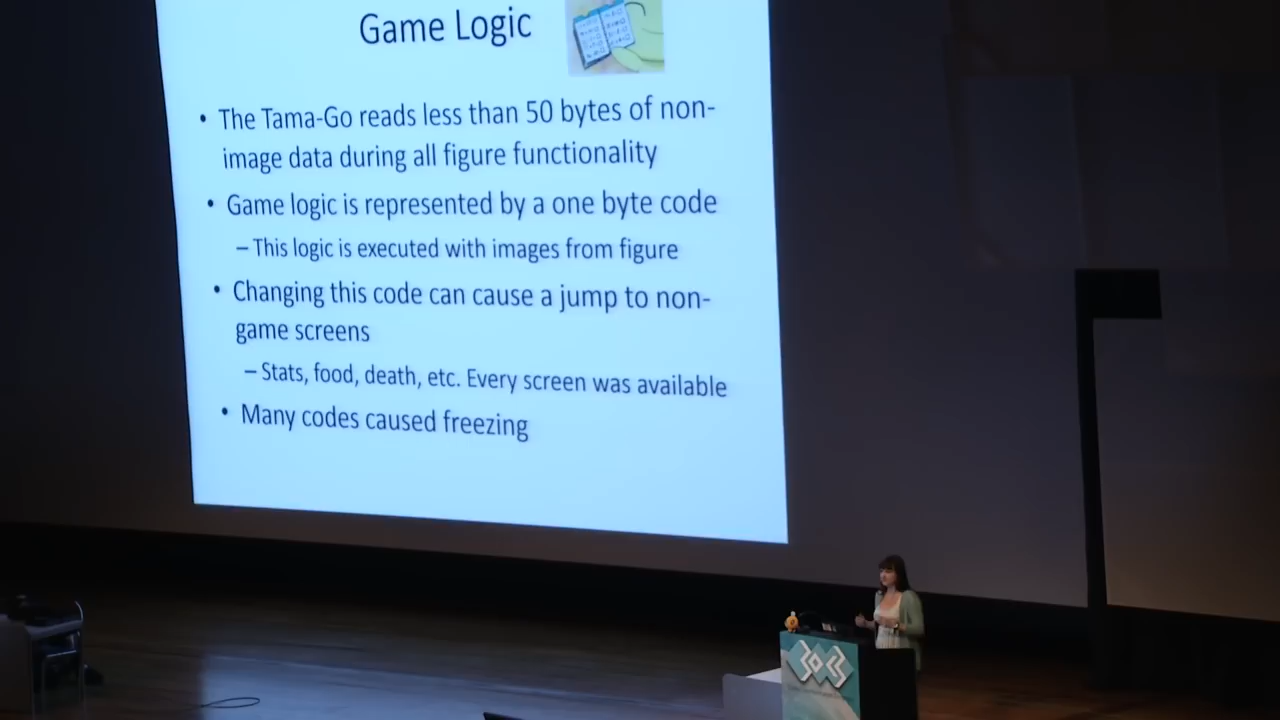 Game Logic
• The Tama-Go reads less than 50 bytes of non-
image data during all figure functionality
• Game logic is represented by a one byte code
– This logic is executed with images from figure
• Changing this code can cause a jump to non-
game screens
– Stats, food, death, etc. Every screen was available
• Many codes caused freezing
30C3